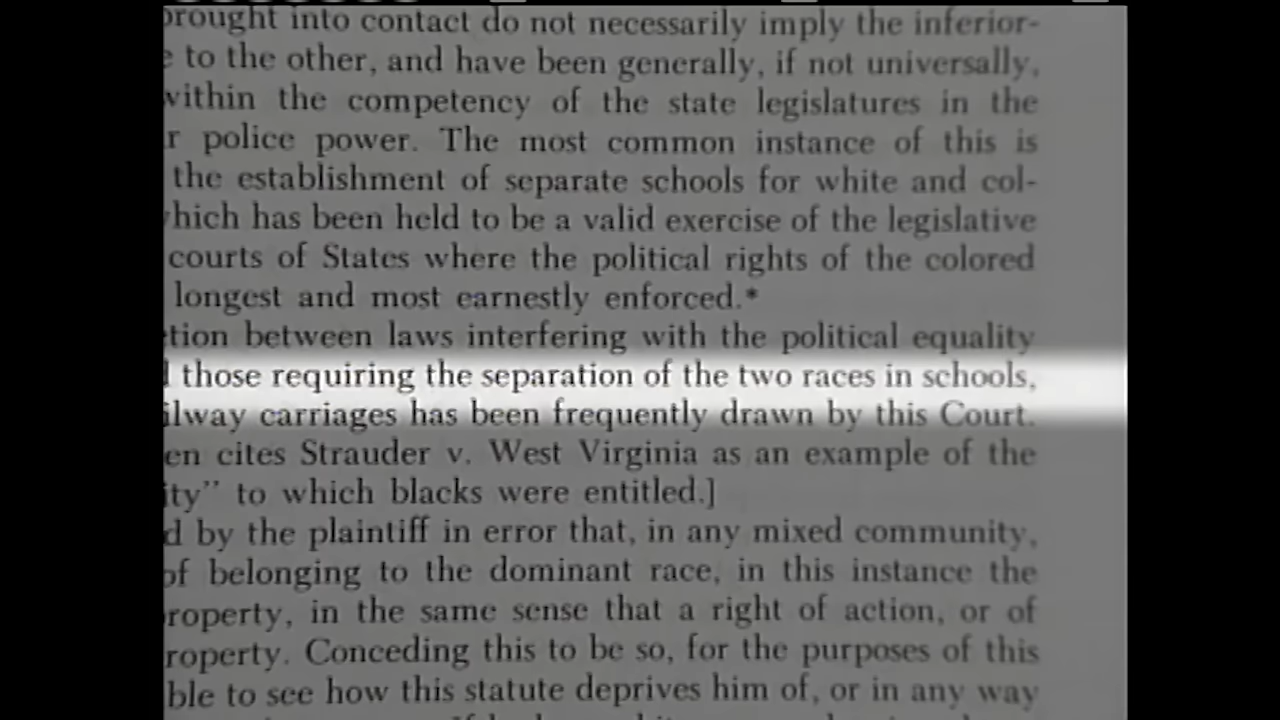 brought into contact do not necessarily imply the inferior-
e to the other, and have been generally, if not universally,
within the competency of the state legislatures in the
r police power. The most common instance of this is
the establishment of separate schools for white and col-
which has been held to be a valid exercise of the legislative
courts of States where the political rights of the colored
longest and most earnestly enforced.*
tion between laws interfering with the political equality
d those requiring the separation of the two races in schools,
ilway carriages has been frequently drawn by this Court.
en cites Strauder v. West Virginia as an example of the
ity" to which blacks were entitled.]
d by the plaintiff in error that, in any mixed community,
of belonging to the dominant race, in this instance the
property, in the same sense that a right of action, or of
property. Conceding this to be so, for the purposes of this
ble to see how this statute deprives him of, or in any way